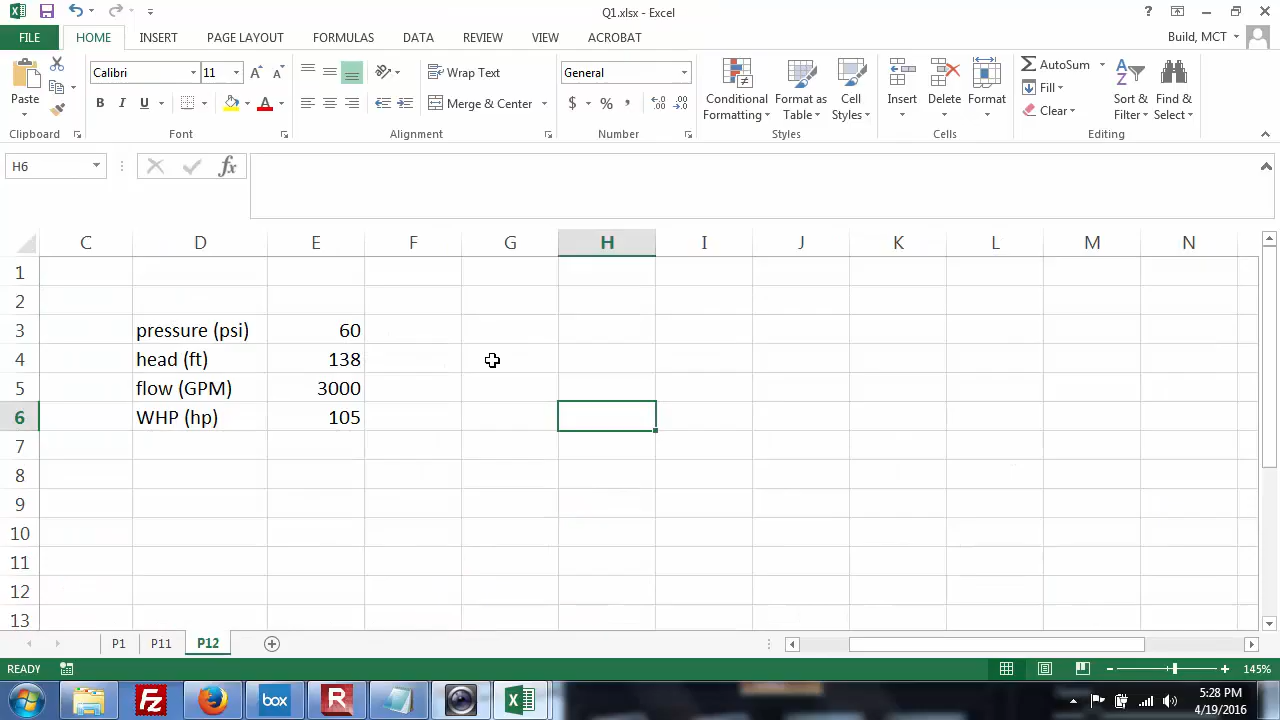 Q1.xlsx - Excel
?
FILE HOME INSERT PAGE LAYOUT FORMULAS DATA REVIEW VIEW ACROBAT Build, MCT
Paste
Clipboard
Calibri 11 A A
B I U A
Font
Wrap Text
Merge & Center
Alignment
General
$ % ,
Number
Conditional Formatting
Format as Table
Cell Styles
Styles
Insert Delete Format
Cells
AutoSum
Fill
Clear
Sort & Filter
Find & Select
Editing
H6 fx
C D E F G H I J K L M N
1
2
3 pressure (psi) 60
4 head (ft) 138
5 flow (GPM) 3000
6 WHP (hp) 105
7
8
9
10
11
12
13
P1 P11 P12
READY 145%
Fz box R
5:28 PM
4/19/2016